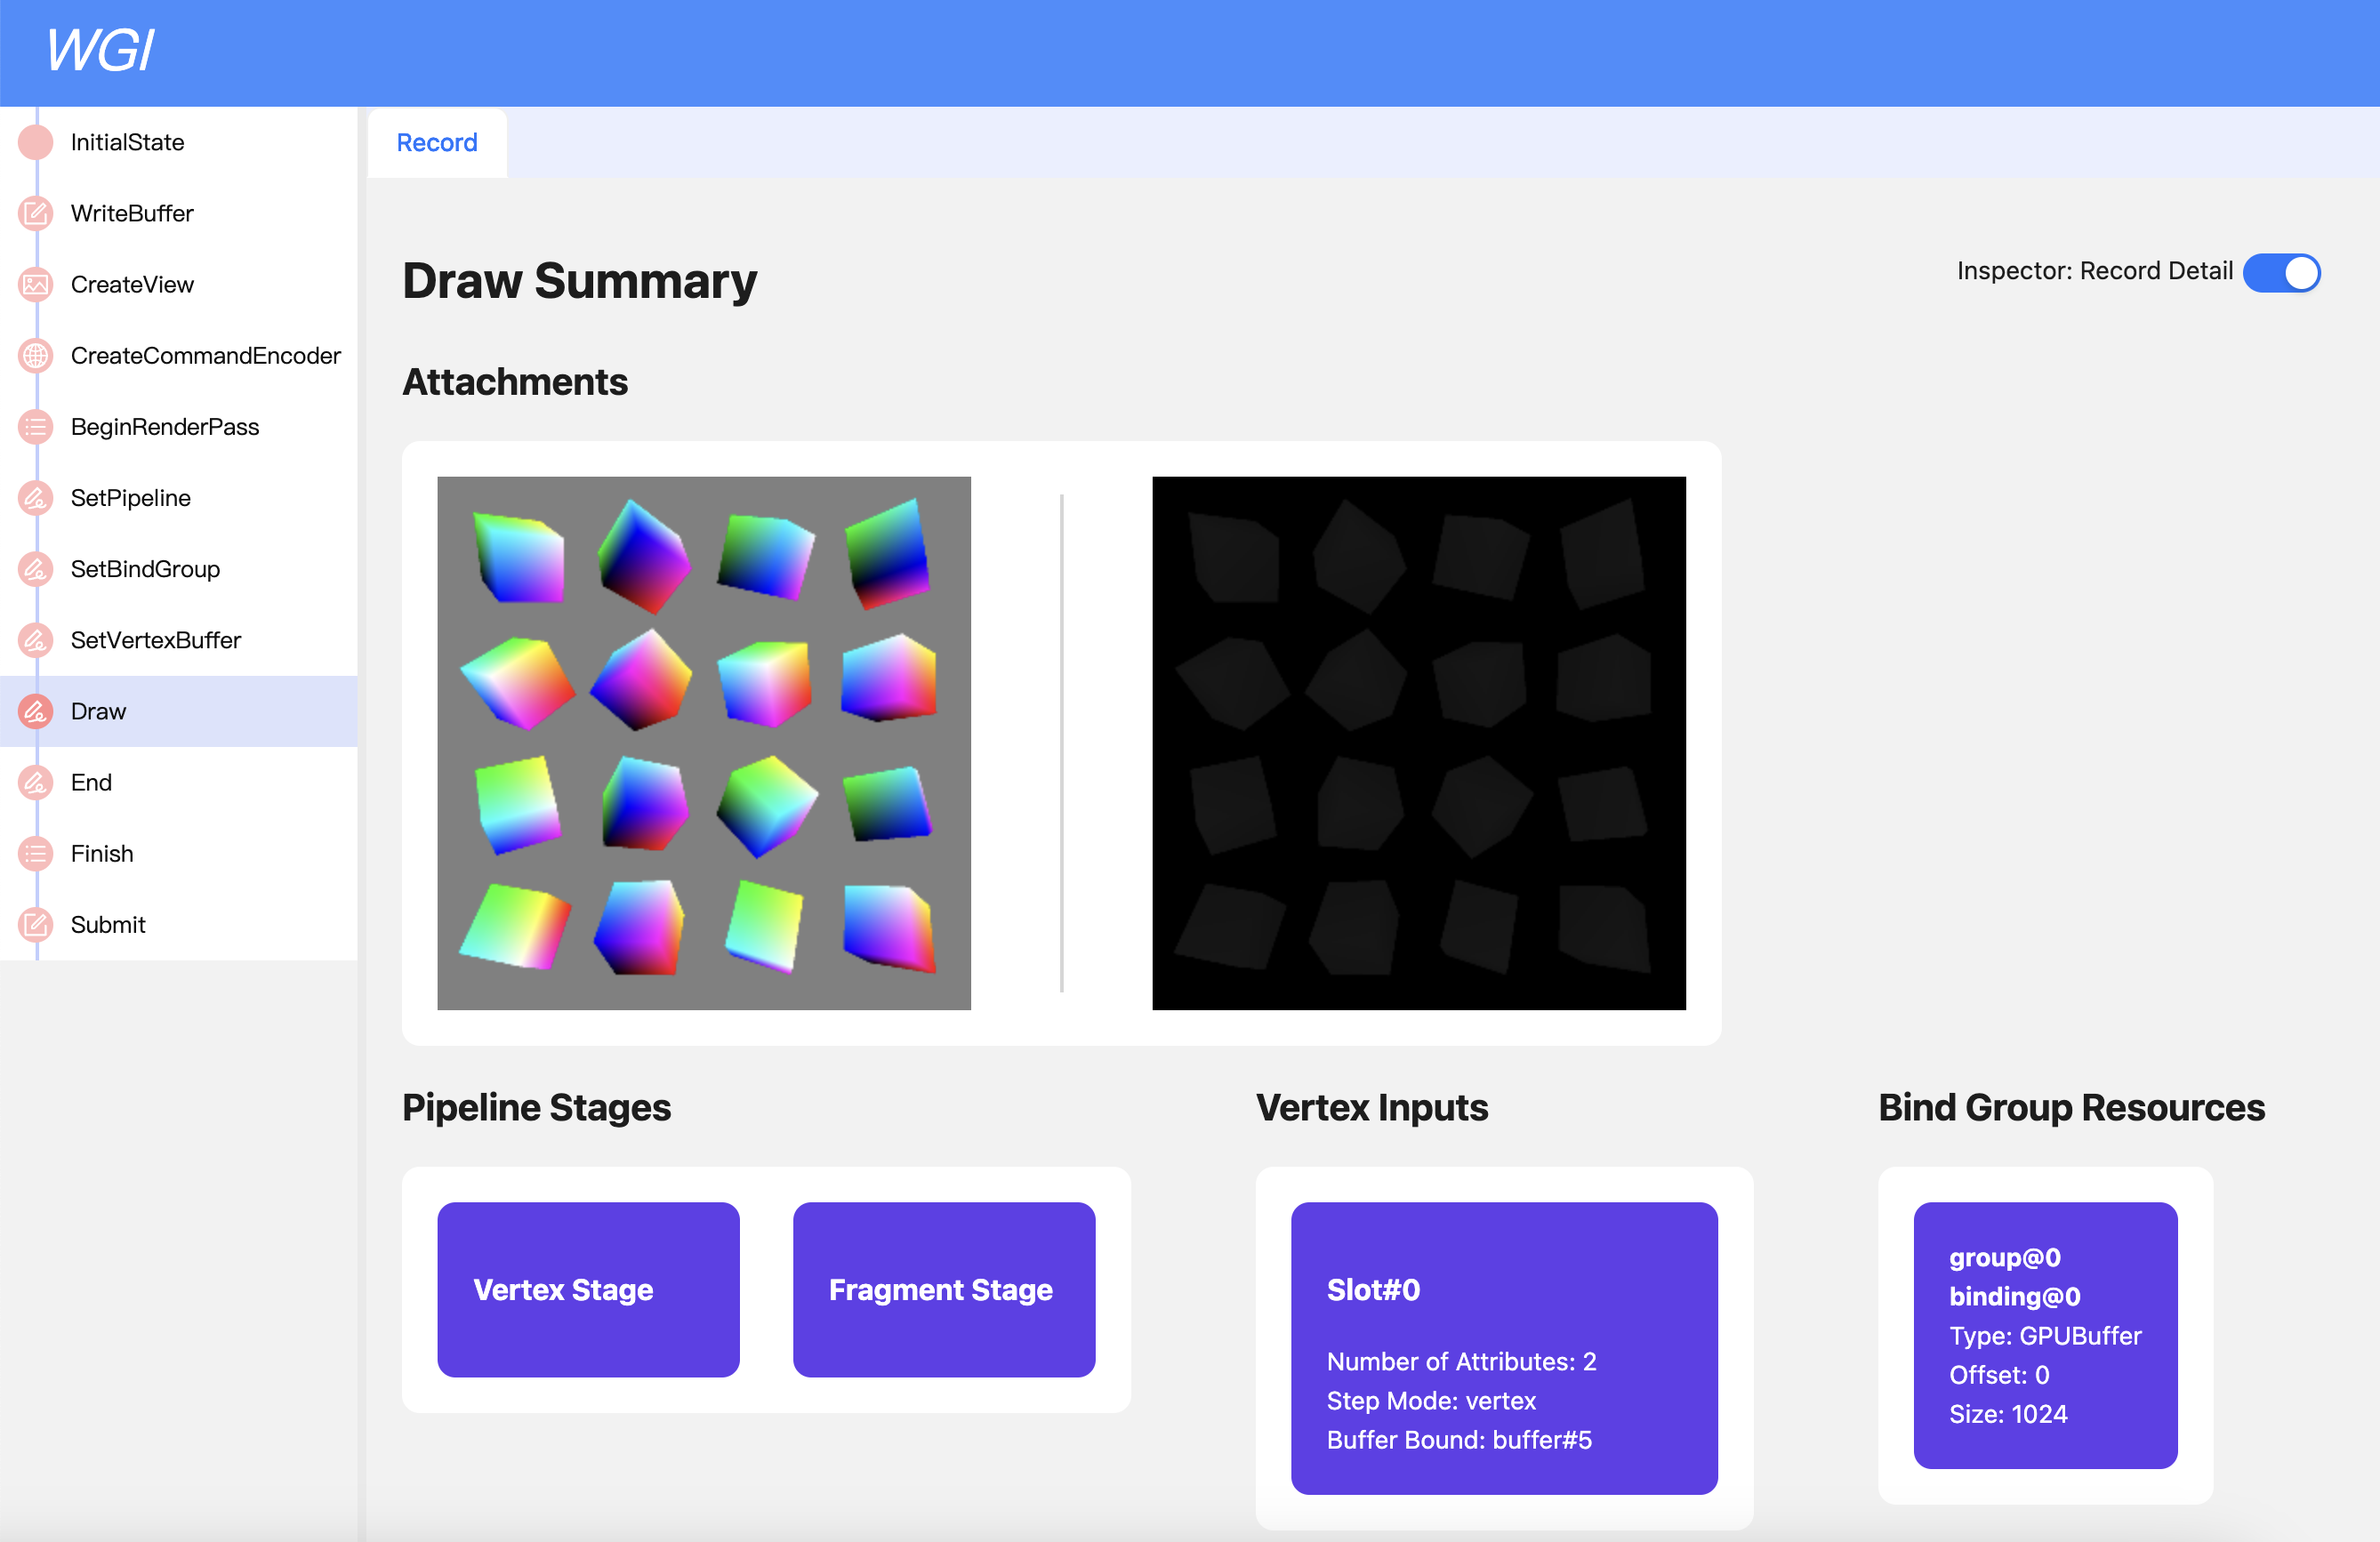 WGI
InitialState
WriteBuffer
CreateView
CreateCommandEncoder
BeginRenderPass
SetPipeline
SetBindGroup
SetVertexBuffer
Draw
End
Finish
Submit
Record
Draw Summary
Inspector: Record Detail
Attachments
Pipeline Stages
Vertex Stage
Fragment Stage
Vertex Inputs
Slot#0
Number of Attributes: 2
Step Mode: vertex
Buffer Bound: buffer#5
Bind Group Resources
group@0
binding@0
Type: GPUBuffer
Offset: 0
Size: 1024